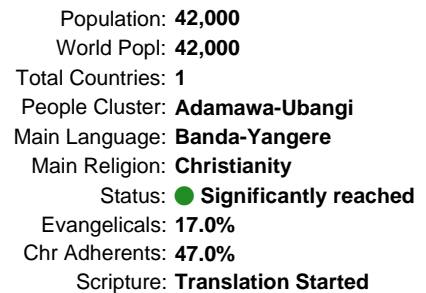 Population: 42,000
World Popl: 42,000
Total Countries: 1
People Cluster: Adamawa-Ubangi
Main Language: Banda-Yangere
Main Religion: Christianity
Status: Significantly reached
Evangelicals: 17.0%
Chr Adherents: 47.0%
Scripture: Translation Started